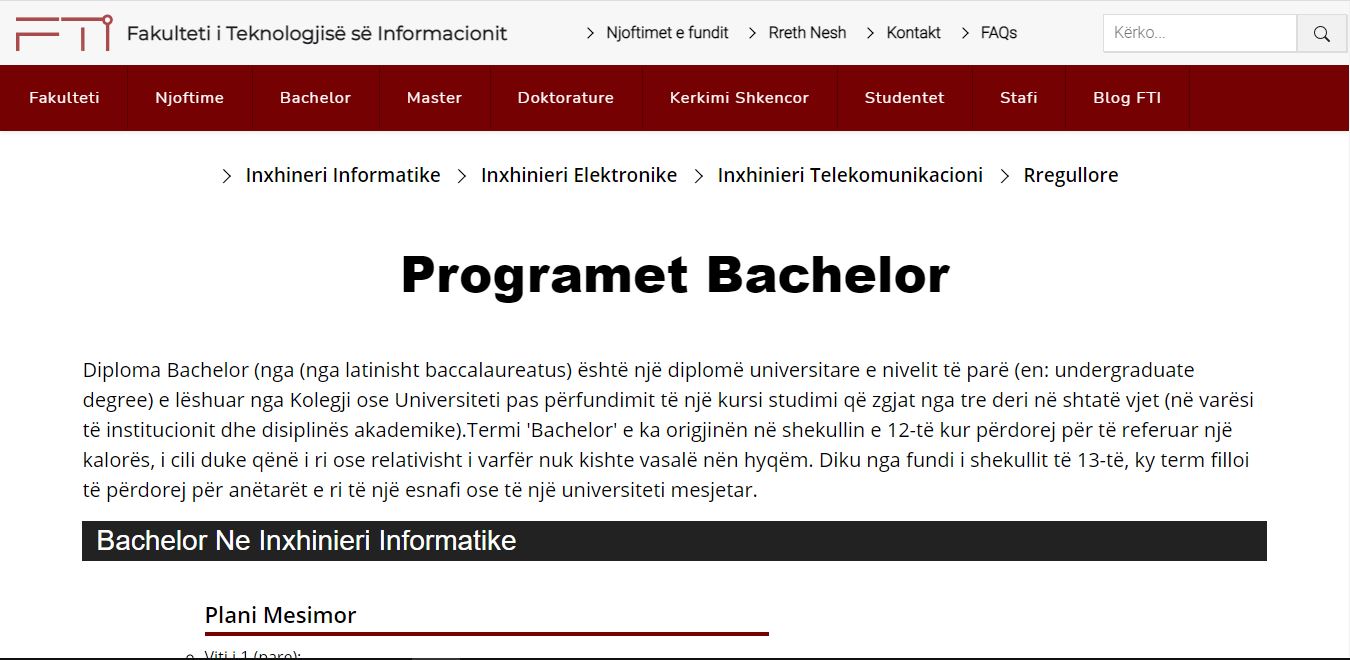 FTI Fakulteti i Teknologjisë së Informacionit
Njoftimet e fundit Rreth Nesh Kontakt FAQs
Kërko...
Fakulteti Njoftime Bachelor Master Doktorature Kerkimi Shkencor Studentet Stafi Blog FTI
Inxhineri Informatike Inxhinieri Elektronike Inxhinieri Telekomunikacioni Rregullore
Programet Bachelor
Diploma Bachelor (nga (nga latinisht baccalaureatus) është një diplomë universitare e nivelit të parë (en: undergraduate
degree) e lëshuar nga Kolegji ose Universiteti pas përfundimit të një kursi studimi që zgjat nga tre deri në shtatë vjet (në varësi
të institucionit dhe disiplinës akademike).Termi 'Bachelor' e ka origjinën në shekullin e 12-të kur përdorej për të referuar një
kalorës, i cili duke qënë i ri ose relativisht i varfër nuk kishte vasalë nën hyqëm. Diku nga fundi i shekullit të 13-të, ky term filloi
të përdorej për anëtarët e ri të një esnafi ose të një universiteti mesjetar.
Bachelor Ne Inxhinieri Informatike
Plani Mesimor
Viti i 1 (pare):